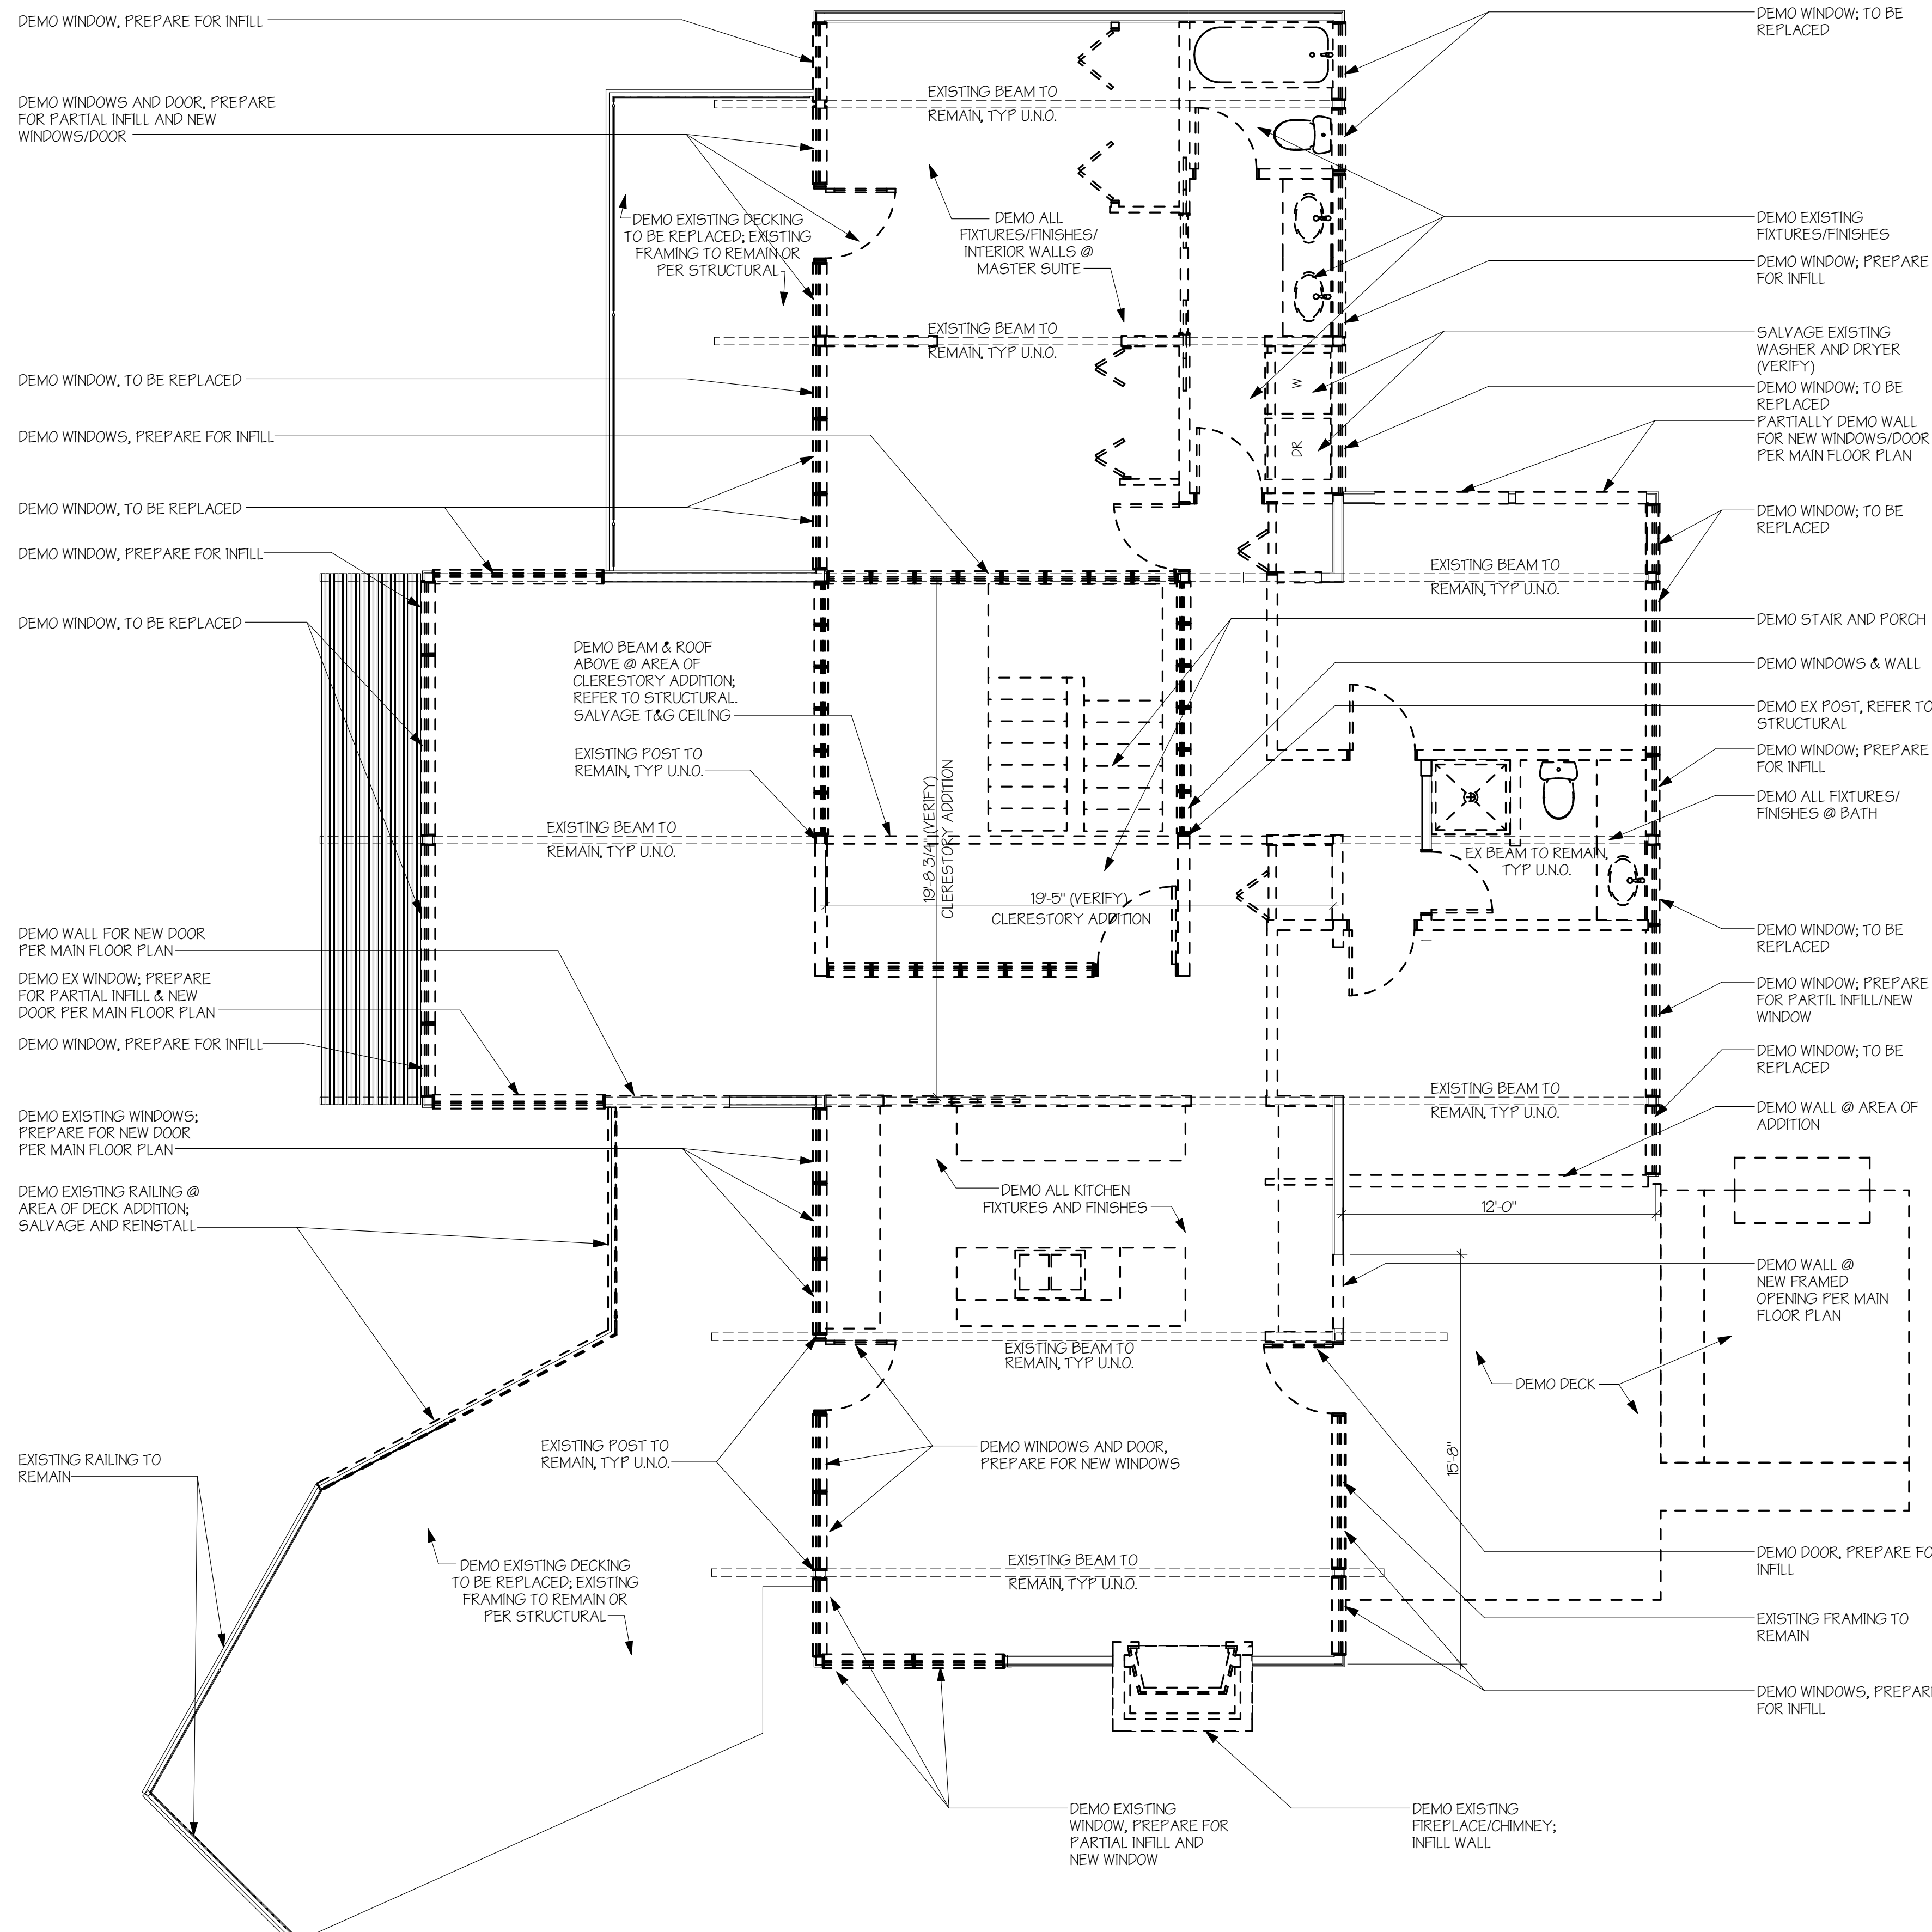 DEMO WINDOW, PREPARE FOR INFILL
DEMO WINDOWS AND DOOR, PREPARE
FOR PARTIAL INFILL AND NEW
WINDOWS/DOOR
DEMO WINDOW, TO BE REPLACED
DEMO WINDOWS, PREPARE FOR INFILL
DEMO WINDOW, TO BE REPLACED
DEMO WINDOW, PREPARE FOR INFILL
DEMO WINDOW, TO BE REPLACED
DEMO WALL FOR NEW DOOR
PER MAIN FLOOR PLAN
DEMO EX WINDOW; PREPARE
FOR PARTIAL INFILL & NEW
DOOR PER MAIN FLOOR PLAN
DEMO WINDOW, PREPARE FOR INFILL
DEMO EXISTING WINDOWS;
PREPARE FOR NEW DOOR
PER MAIN FLOOR PLAN
DEMO EXISTING RAILING @
AREA OF DECK ADDITION;
SALVAGE AND REINSTALL
EXISTING RAILING TO
REMAIN
EXISTING BEAM TO
REMAIN, TYP U.N.O.
DEMO EXISTING DECKING
TO BE REPLACED; EXISTING
FRAMING TO REMAIN OR
PER STRUCTURAL
DEMO ALL
FIXTURES/FINISHES/
INTERIOR WALLS @
MASTER SUITE
EXISTING BEAM TO
REMAIN, TYP U.N.O.
W
DR
EXISTING BEAM TO
REMAIN, TYP U.N.O.
DEMO BEAM & ROOF
ABOVE @ AREA OF
CLERESTORY ADDITION;
REFER TO STRUCTURAL.
SALVAGE T&G CEILING
EXISTING POST TO
REMAIN, TYP U.N.O.
EXISTING BEAM TO
REMAIN, TYP U.N.O.
19'-8 3/4" (VERIFY)
CLERESTORY ADDITION
19'-5" (VERIFY)
CLERESTORY ADDITION
EX BEAM TO REMAIN,
TYP U.N.O.
EXISTING BEAM TO
REMAIN, TYP U.N.O.
DEMO ALL KITCHEN
FIXTURES AND FINISHES
12'-0"
EXISTING BEAM TO
REMAIN, TYP U.N.O.
DEMO DECK
15'-8"
EXISTING POST TO
REMAIN, TYP U.N.O.
DEMO WINDOWS AND DOOR,
PREPARE FOR NEW WINDOWS
DEMO EXISTING DECKING
TO BE REPLACED; EXISTING
FRAMING TO REMAIN OR
PER STRUCTURAL
EXISTING BEAM TO
REMAIN, TYP U.N.O.
DEMO EXISTING
WINDOW, PREPARE FOR
PARTIAL INFILL AND
NEW WINDOW
DEMO EXISTING
FIREPLACE/CHIMNEY;
INFILL WALL
DEMO WINDOW; TO BE
REPLACED
DEMO EXISTING
FIXTURES/FINISHES
DEMO WINDOW; PREPARE
FOR INFILL
SALVAGE EXISTING
WASHER AND DRYER
(VERIFY)
DEMO WINDOW; TO BE
REPLACED
PARTIALLY DEMO WALL
FOR NEW WINDOWS/DOOR
PER MAIN FLOOR PLAN
DEMO WINDOW; TO BE
REPLACED
DEMO STAIR AND PORCH
DEMO WINDOWS & WALL
DEMO EX POST, REFER TO
STRUCTURAL
DEMO WINDOW; PREPARE
FOR INFILL
DEMO ALL FIXTURES/
FINISHES @ BATH
DEMO WINDOW; TO BE
REPLACED
DEMO WINDOW; PREPARE
FOR PARTIL INFILL/NEW
WINDOW
DEMO WINDOW; TO BE
REPLACED
DEMO WALL @ AREA OF
ADDITION
DEMO WALL @
NEW FRAMED
OPENING PER MAIN
FLOOR PLAN
DEMO DOOR, PREPARE FO
INFILL
EXISTING FRAMING TO
REMAIN
DEMO WINDOWS, PREPARE
FOR INFILL